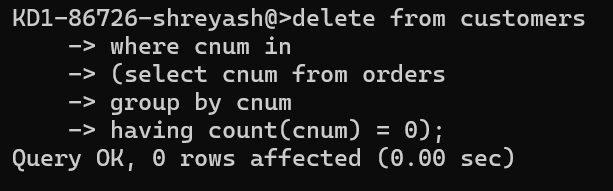 KD1-86726-shreyash@>delete from customers
    -> where cnum in
    -> (select cnum from orders
    -> group by cnum
    -> having count(cnum) = 0);
Query OK, 0 rows affected (0.00 sec)